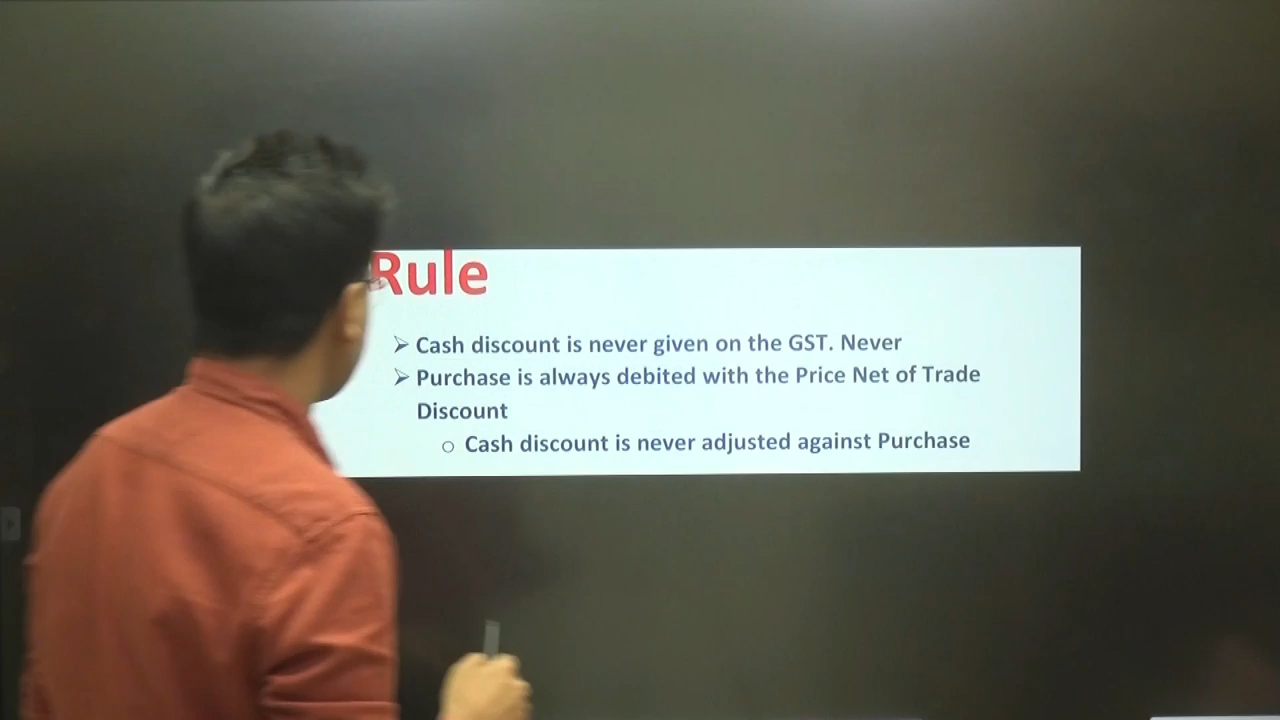 Rule
➢ Cash discount is never given on the GST. Never
➢ Purchase is always debited with the Price Net of Trade
Discount
○ Cash discount is never adjusted against Purchase